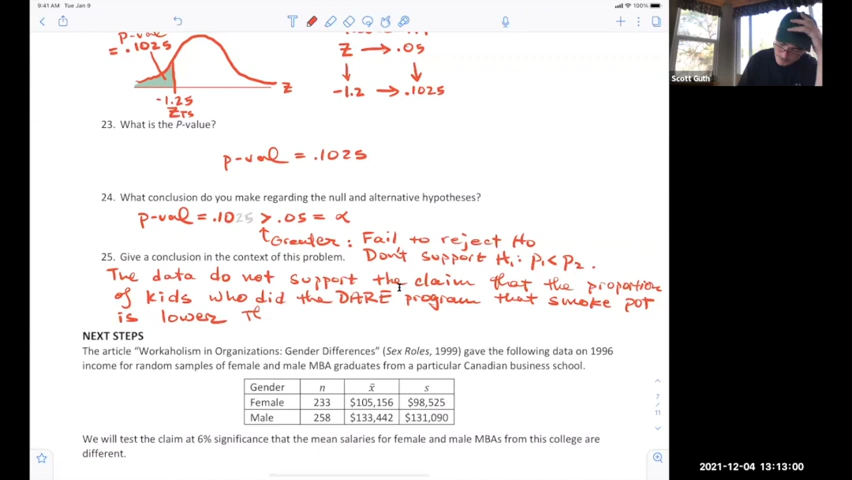 9:41 AM Tue Jan 9
100%
p-val
= .1025
Z → .05
-1.2 → .1025
-1.25
Z
ZTS
Scott Guth
23. What is the P-value?
p-val = .1025
24. What conclusion do you make regarding the null and alternative hypotheses?
p-val = .1025 > .05 = α
↑Greater: Fail to reject Ho
25. Give a conclusion in the context of this problem. Don't support H₁: p₁ < p₂.
The data do not support the claim that the proportion
of kids who did the DARE program that smoke pot
is lower
NEXT STEPS
The article “Workaholism in Organizations: Gender Differences” (Sex Roles, 1999) gave the following data on 1996
income for random samples of female and male MBA graduates from a particular Canadian business school.
Gender n x̄ s
Female 233 $105,156 $98,525
Male 258 $133,442 $131,090
We will test the claim at 6% significance that the mean salaries for female and male MBAs from this college are
different.
7
/
11
2021-12-04 13:13:00